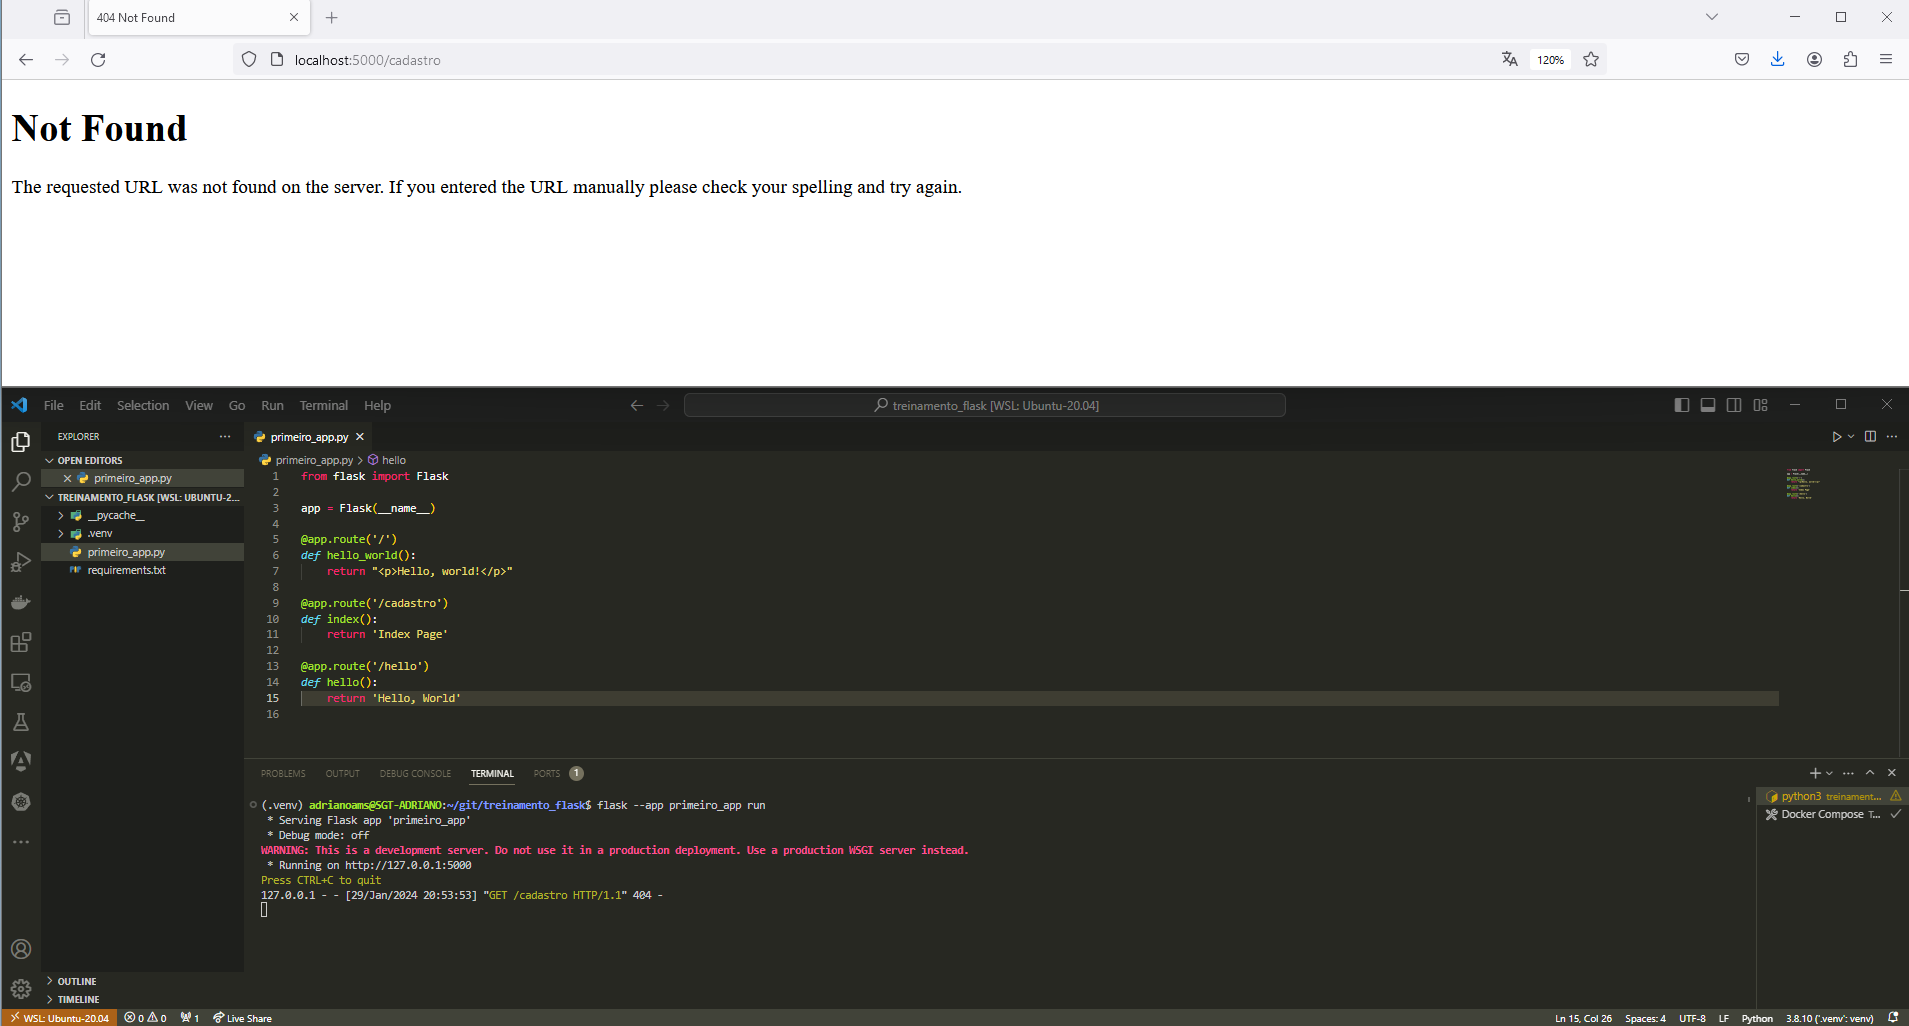 404 Not Found
localhost:5000/cadastro
120%
Not Found
The requested URL was not found on the server. If you entered the URL manually please check your spelling and try again.
File Edit Selection View Go Run Terminal Help
treinamento_flask [WSL: Ubuntu-20.04]
EXPLORER
OPEN EDITORS
primeiro_app.py
TREINAMENTO_FLASK [WSL: UBUNTU-2...
__pycache__
.venv
primeiro_app.py
requirements.txt
OUTLINE
TIMELINE
primeiro_app.py
primeiro_app.py > hello
1 from flask import Flask
2
3 app = Flask(__name__)
4
5 @app.route('/')
6 def hello_world():
7 return "<p>Hello, world!</p>"
8
9 @app.route('/cadastro')
10 def index():
11 return 'Index Page'
12
13 @app.route('/hello')
14 def hello():
15 return 'Hello, World'
16
PROBLEMS OUTPUT DEBUG CONSOLE TERMINAL PORTS 1
(.venv) adrianoams@SGT-ADRIANO:~/git/treinamento_flask$ flask --app primeiro_app run
* Serving Flask app 'primeiro_app'
* Debug mode: off
WARNING: This is a development server. Do not use it in a production deployment. Use a production WSGI server instead.
* Running on http://127.0.0.1:5000
Press CTRL+C to quit
127.0.0.1 - - [29/Jan/2024 20:53:53] "GET /cadastro HTTP/1.1" 404 -
python3 treinament...
Docker Compose T...
WSL: Ubuntu-20.04 0 0 1 Live Share
Ln 15, Col 26 Spaces: 4 UTF-8 LF Python 3.8.10 ('.venv': venv)